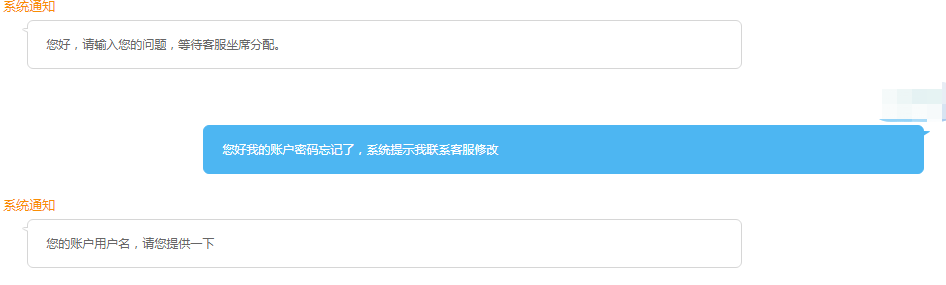 系统通知
您好，请输入您的问题，等待客服坐席分配。
您好我的账户密码忘记了，系统提示我联系客服修改
系统通知
您的账户用户名，请您提供一下